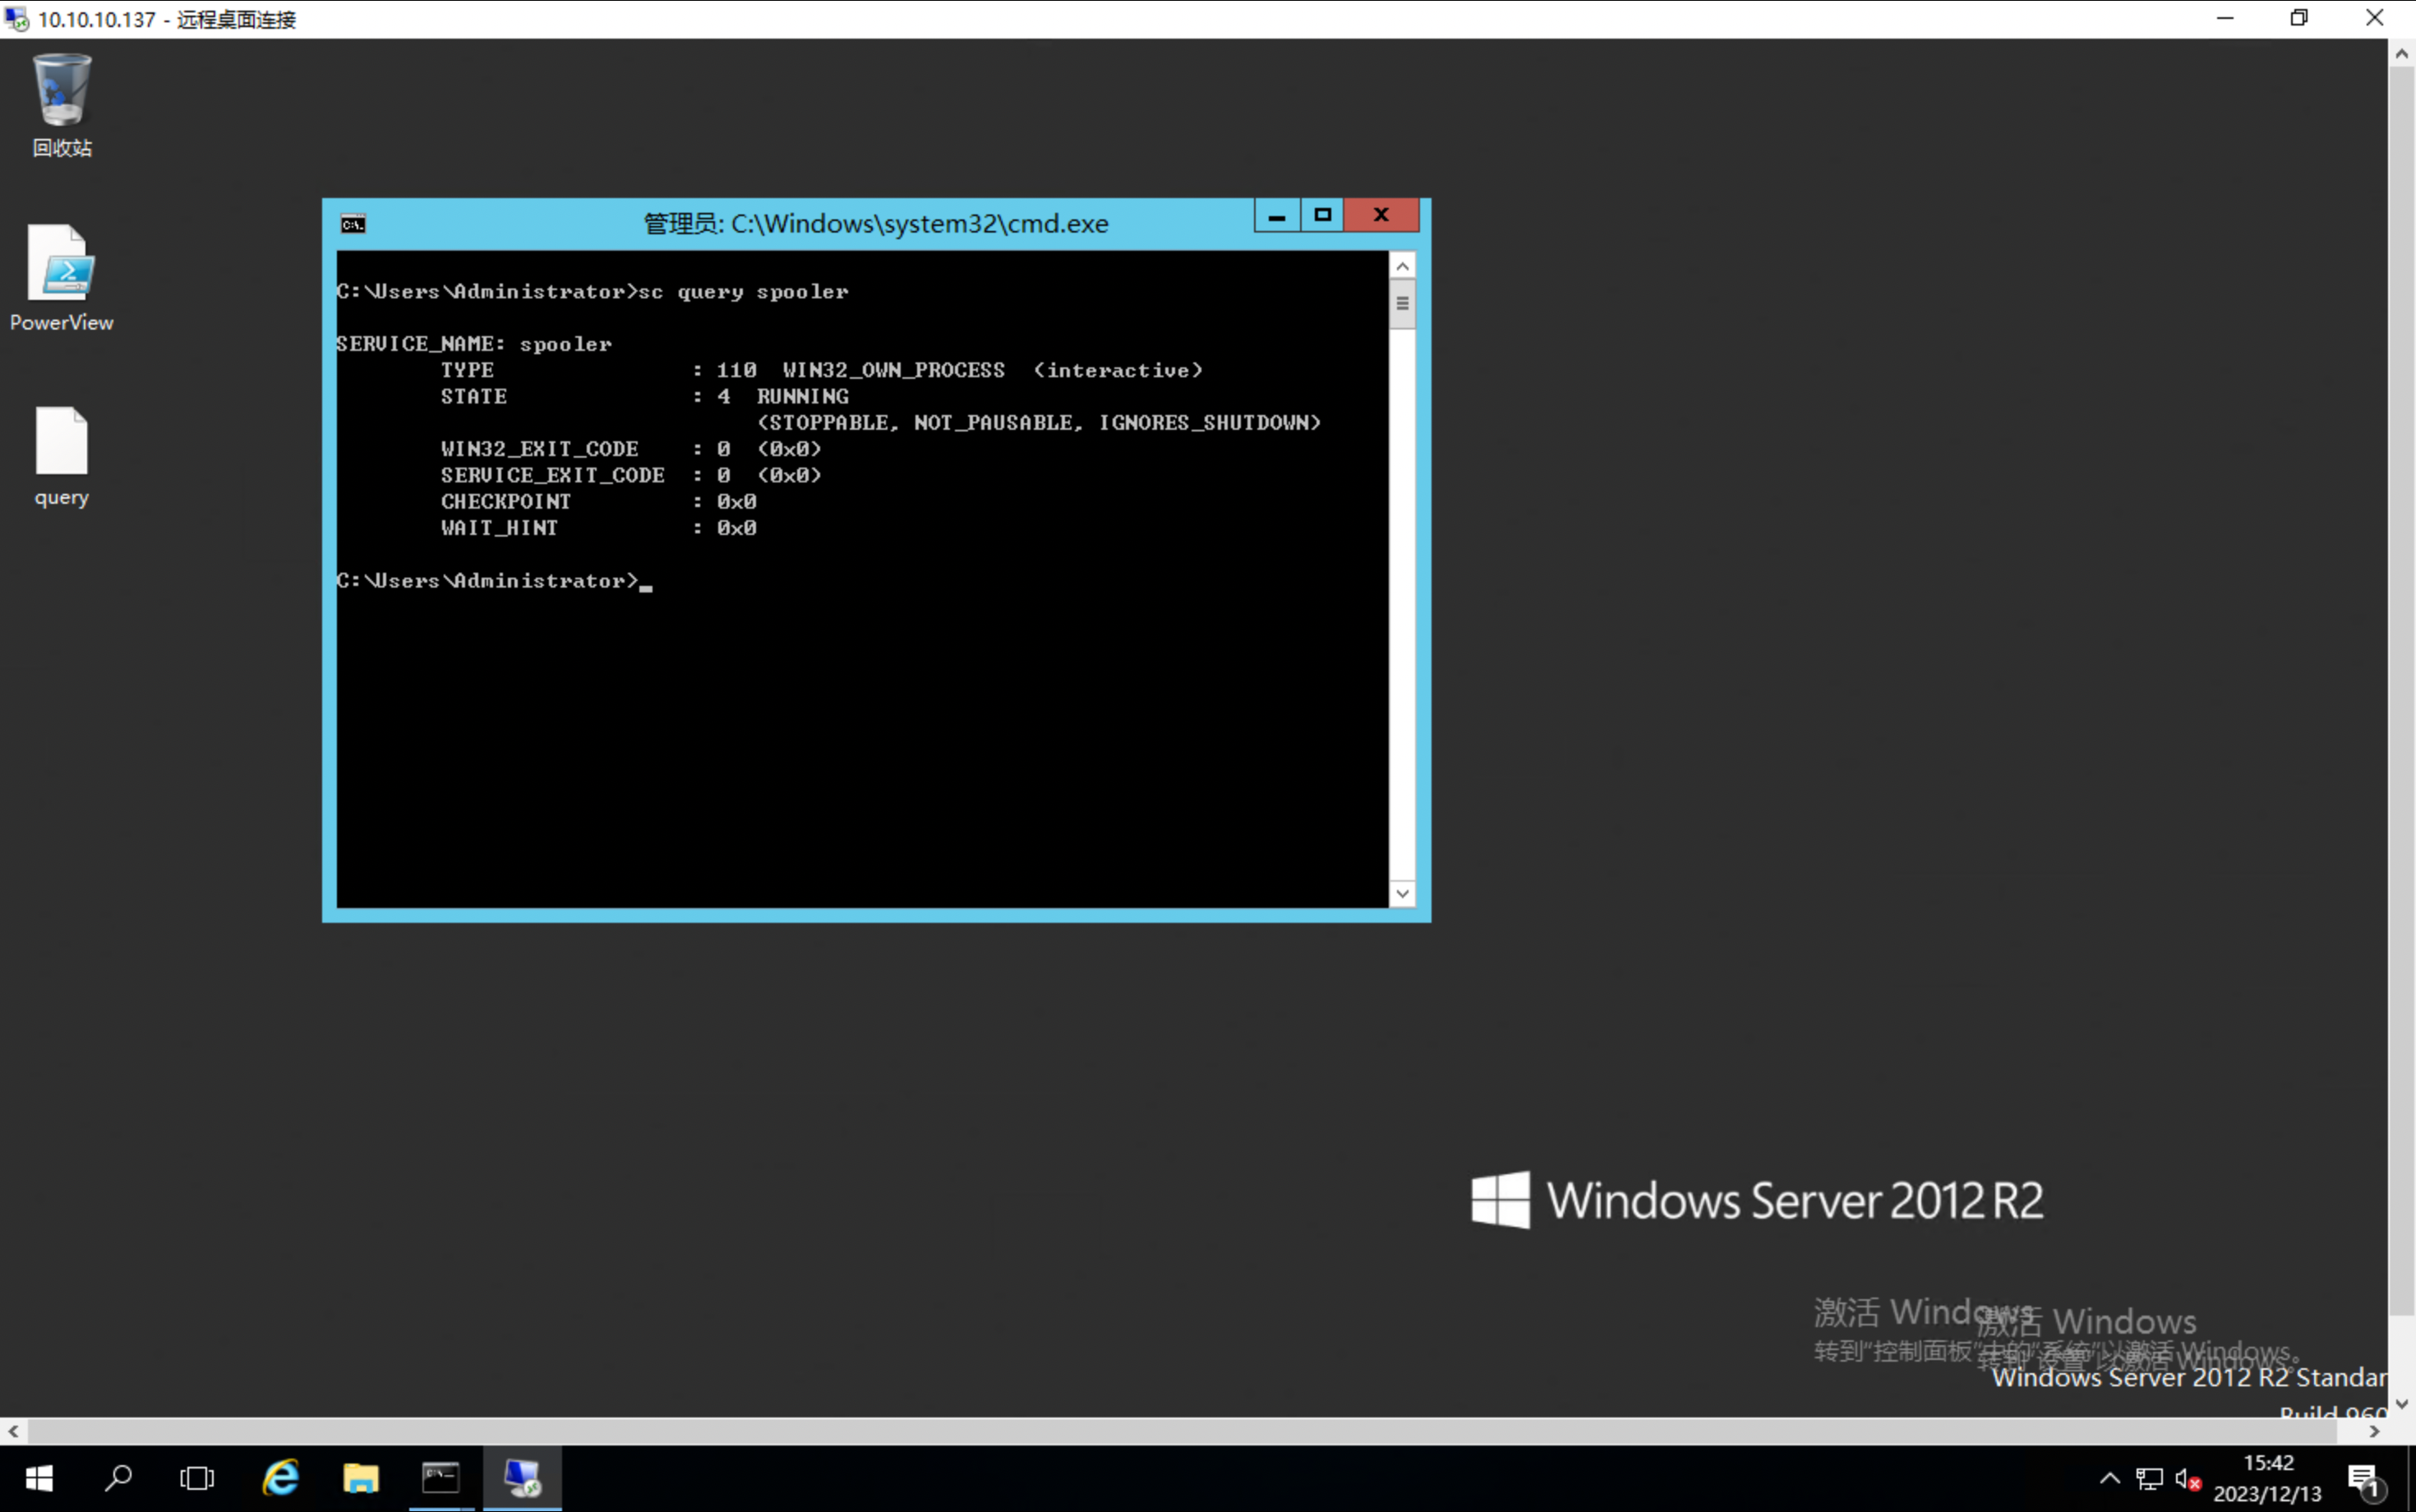 10.10.10.137 - 远程桌面连接
回收站
PowerView
query
管理员: C:\Windows\system32\cmd.exe
C:\Users\Administrator>sc query spooler
SERVICE_NAME: spooler
TYPE : 110 WIN32_OWN_PROCESS (interactive)
STATE : 4 RUNNING
(STOPPABLE, NOT_PAUSABLE, IGNORES_SHUTDOWN)
WIN32_EXIT_CODE : 0 (0x0)
SERVICE_EXIT_CODE : 0 (0x0)
CHECKPOINT : 0x0
WAIT_HINT : 0x0
C:\Users\Administrator>
Windows Server 2012 R2
激活 Windows
激活 Windows
转到"控制面板"中的"系统"以激活 Windows。
转到"设置"以激活 Windows。
Windows Server 2012 R2 Standar
Build 960
15:42
2023/12/13
1